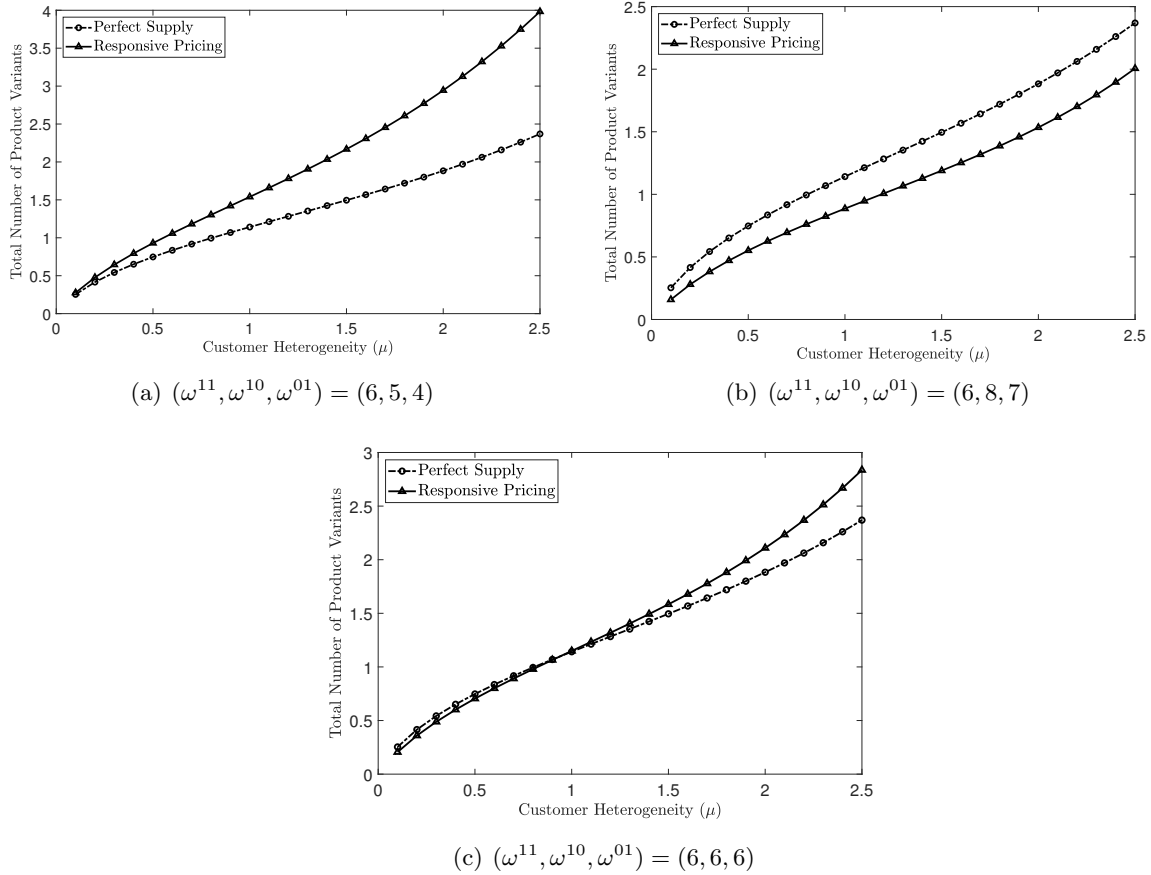 4
3.5
3
2.5
2
1.5
1
0.5
0
Total Number of Product Variants
Perfect Supply
Responsive Pricing
0 0.5 1 1.5 2 2.5
Customer Heterogeneity (μ)
(a) (ω¹¹, ω¹⁰, ω⁰¹) = (6, 5, 4)
2.5
2
1.5
1
0.5
0
Total Number of Product Variants
Perfect Supply
Responsive Pricing
0 0.5 1 1.5 2 2.5
Customer Heterogeneity (μ)
(b) (ω¹¹, ω¹⁰, ω⁰¹) = (6, 8, 7)
3
2.5
2
1.5
1
0.5
0
Total Number of Product Variants
Perfect Supply
Responsive Pricing
0 0.5 1 1.5 2 2.5
Customer Heterogeneity (μ)
(c) (ω¹¹, ω¹⁰, ω⁰¹) = (6, 6, 6)